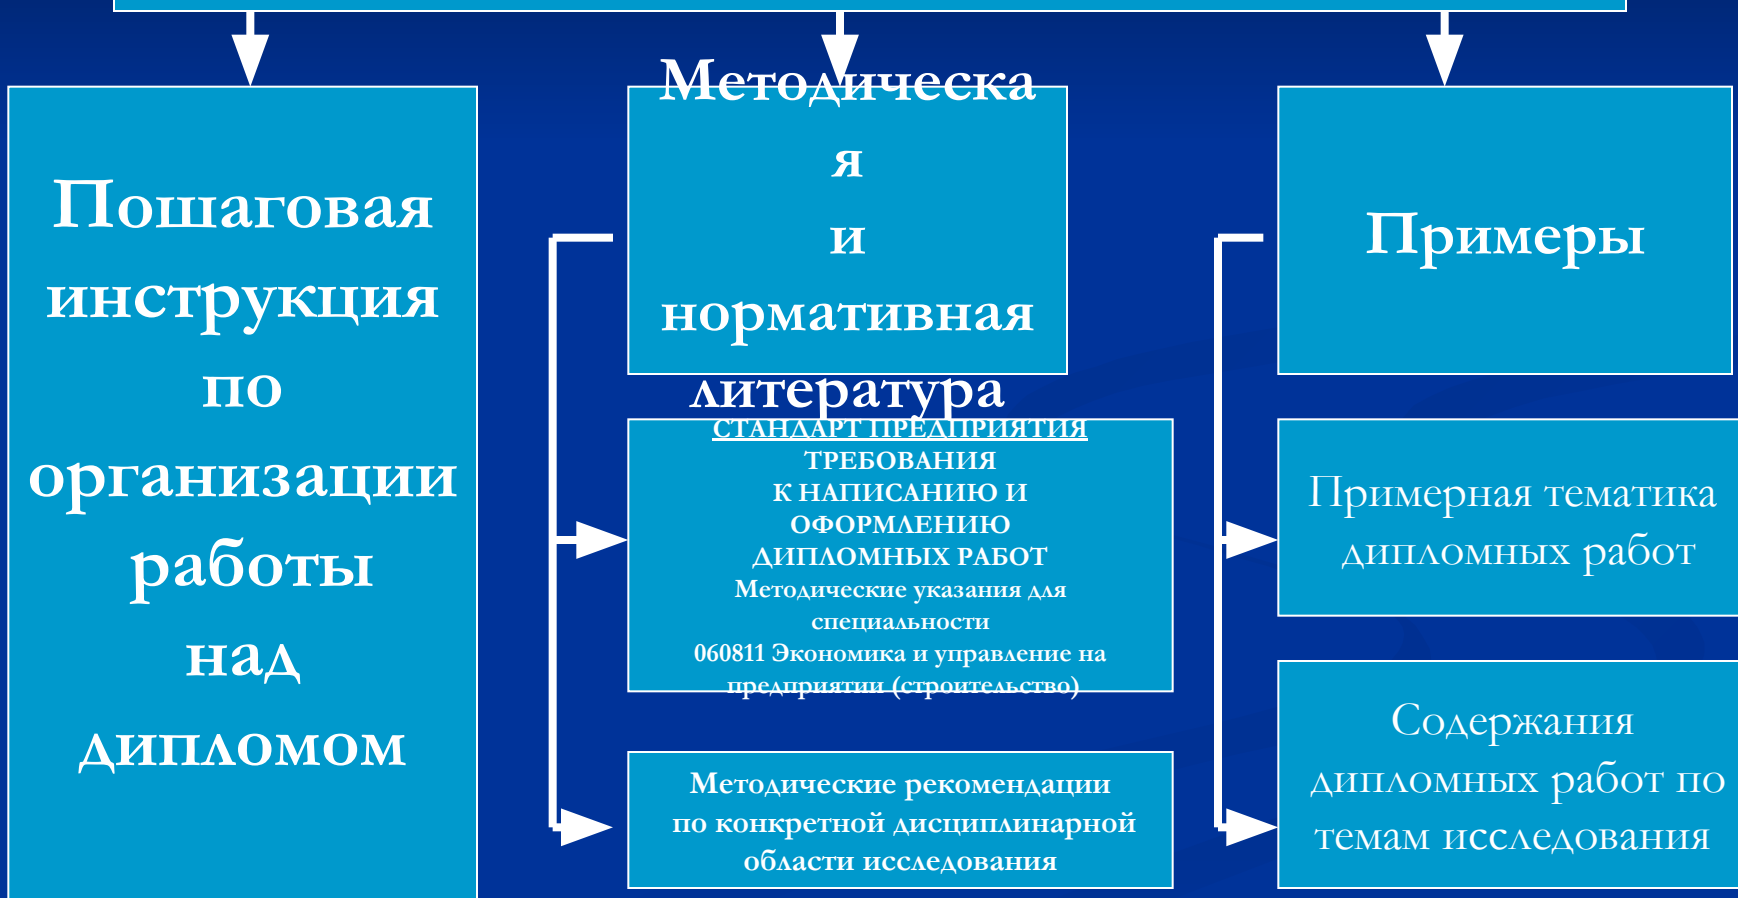 Пошаговая
инструкция
по
организации
работы
над
дипломом
Методическа
я
и
нормативная
литература
СТАНДАРТ ПРЕДПРИЯТИЯ
ТРЕБОВАНИЯ
К НАПИСАНИЮ И
ОФОРМЛЕНИЮ
ДИПЛОМНЫХ РАБОТ
Методические указания для
специальности
060811 Экономика и управление на
предприятии (строительство)
Методические рекомендации
по конкретной дисциплинарной
области исследования
Примеры
Примерная тематика
дипломных работ
Содержания
дипломных работ по
темам исследования